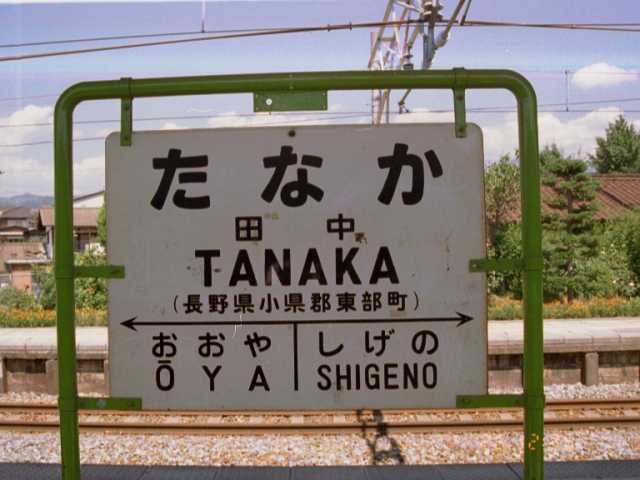 たなか
田中
TANAKA
(長野県小県郡東部町)
おおや しげの
ŌYA SHIGENO